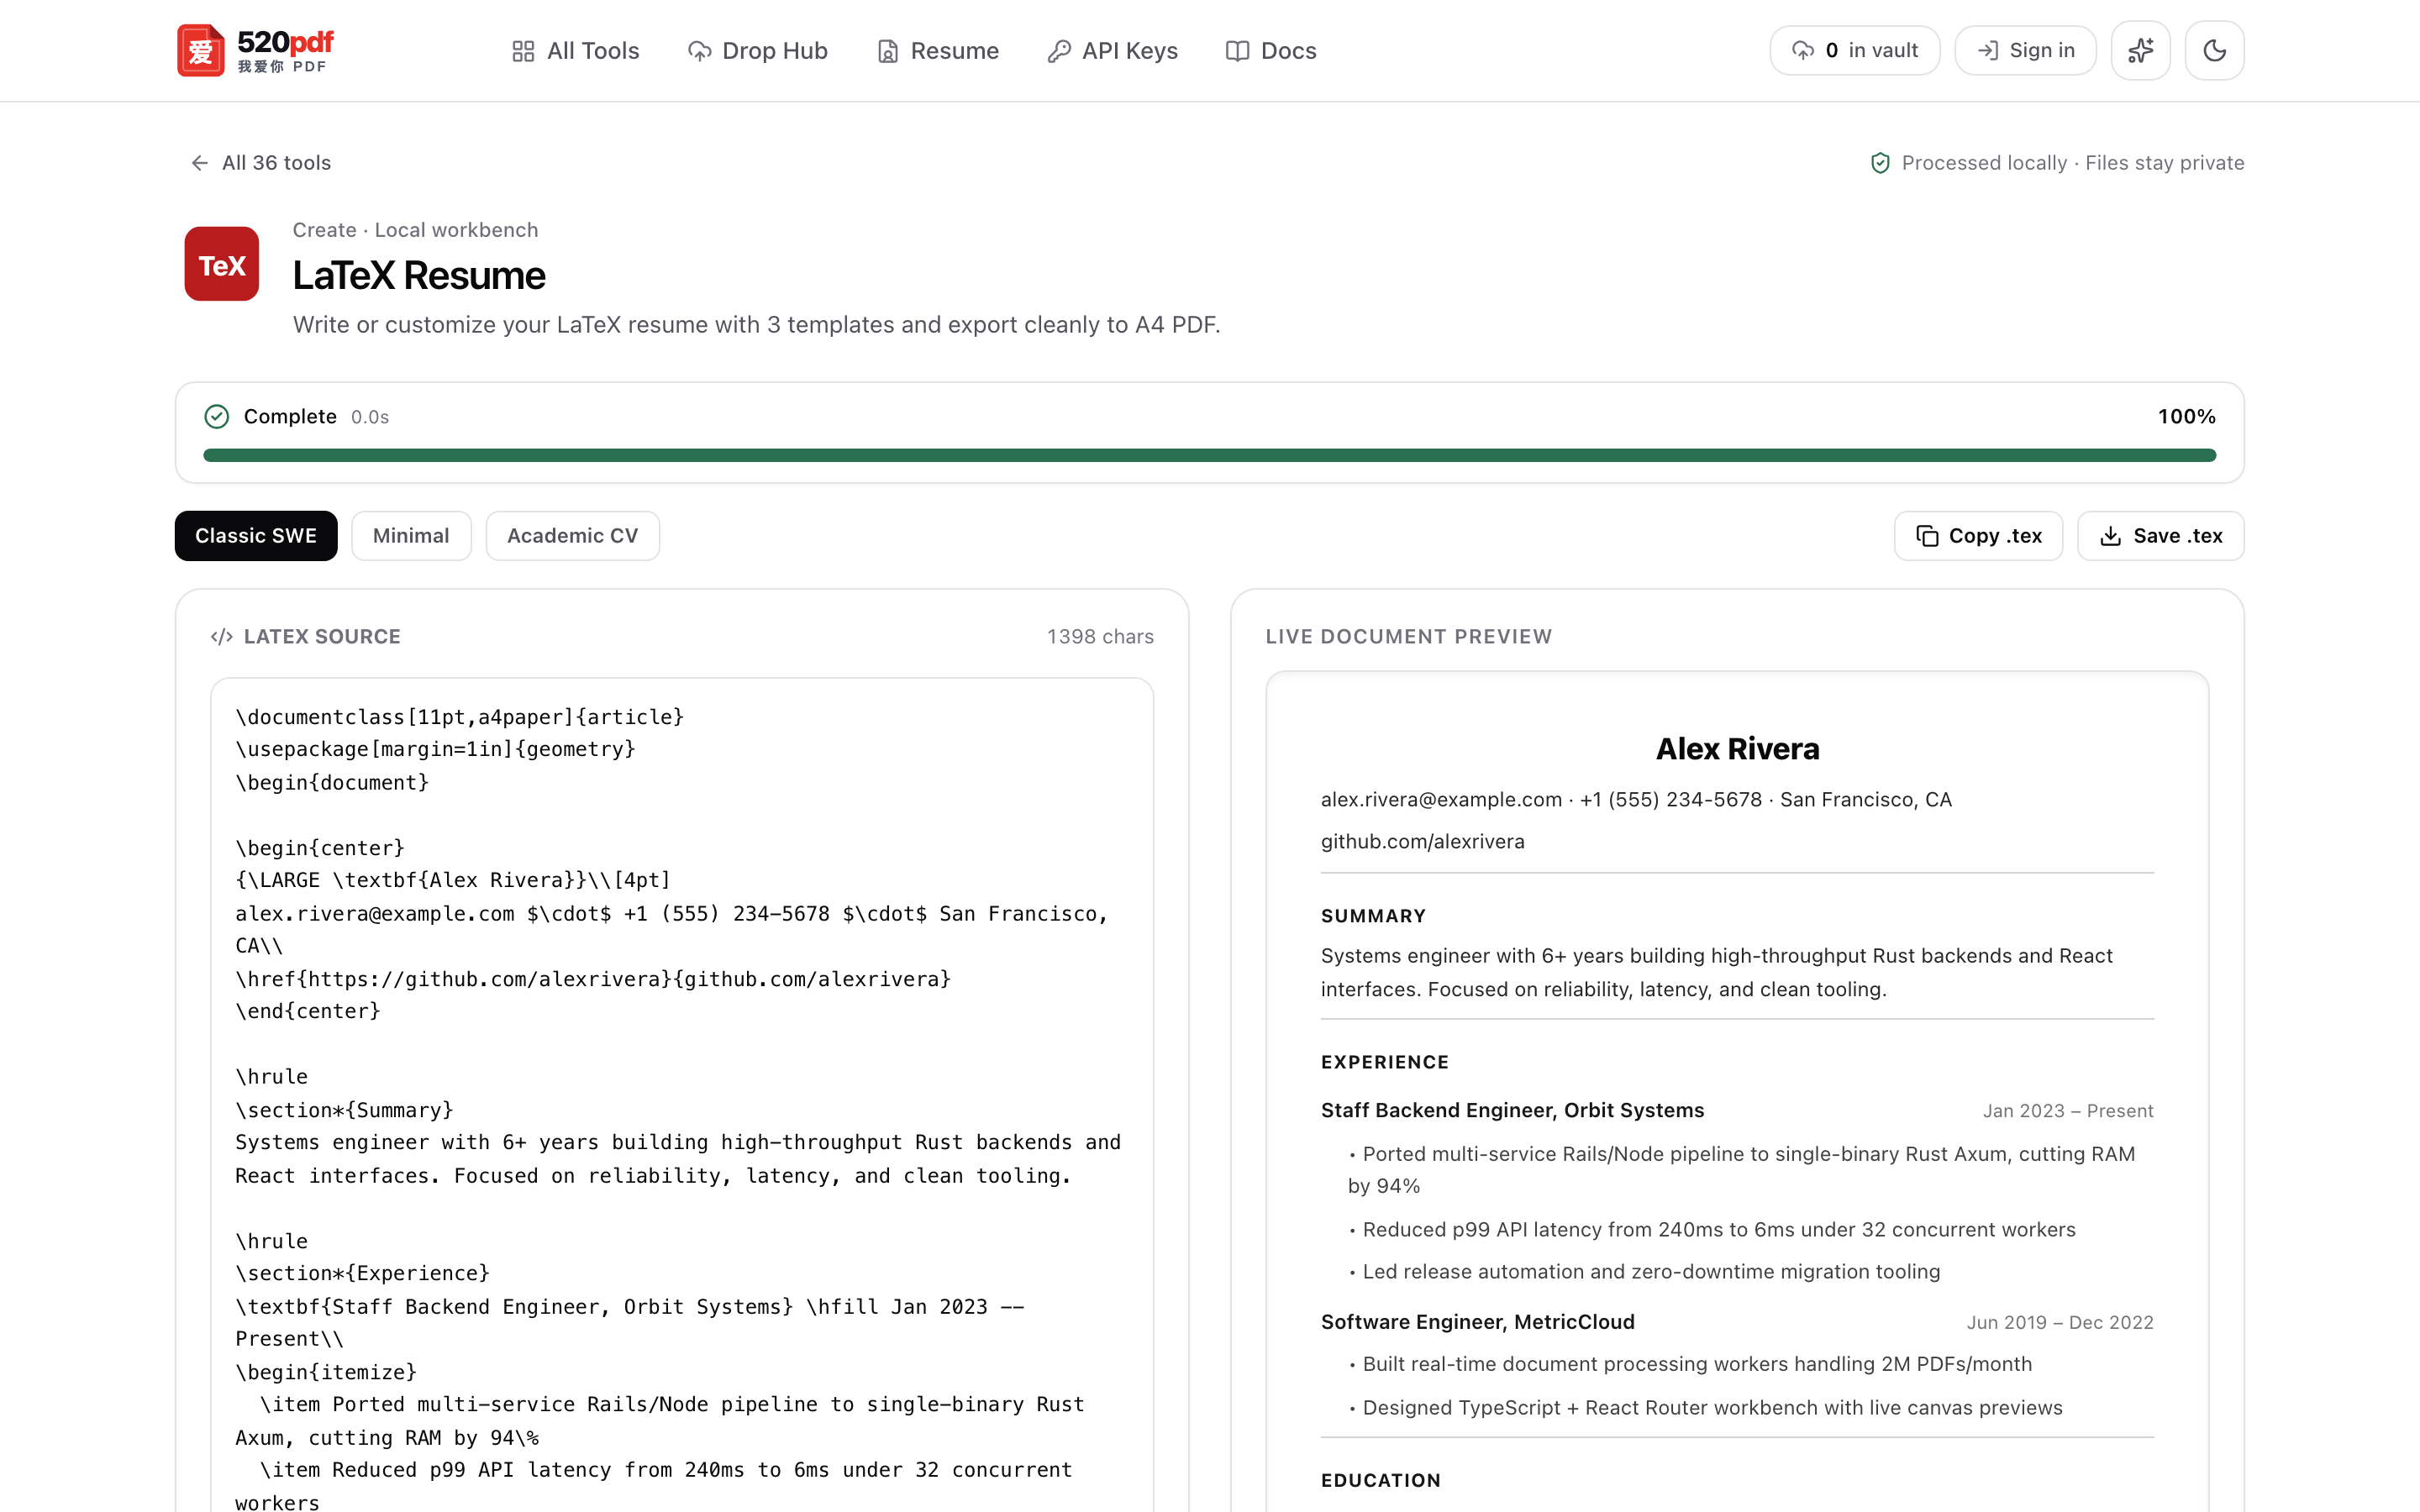 爱 520pdf
我爱你 PDF
All Tools
Drop Hub
Resume
API Keys
Docs
0 in vault
Sign in
All 36 tools
Processed locally · Files stay private
TeX
Create · Local workbench
LaTeX Resume
Write or customize your LaTeX resume with 3 templates and export cleanly to A4 PDF.
Complete 0.0s
100%
Classic SWE
Minimal
Academic CV
Copy .tex
Save .tex
</> LATEX SOURCE
1398 chars
\documentclass[11pt,a4paper]{article}
\usepackage[margin=1in]{geometry}
\begin{document}
\begin{center}
{\LARGE \textbf{Alex Rivera}}\\[4pt]
alex.rivera@example.com $\cdot$ +1 (555) 234-5678 $\cdot$ San Francisco,
CA\\
\href{https://github.com/alexrivera}{github.com/alexrivera}
\end{center}
\hrule
\section*{Summary}
Systems engineer with 6+ years building high-throughput Rust backends and
React interfaces. Focused on reliability, latency, and clean tooling.
\hrule
\section*{Experience}
\textbf{Staff Backend Engineer, Orbit Systems} \hfill Jan 2023 --
Present\\
\begin{itemize}
\item Ported multi-service Rails/Node pipeline to single-binary Rust
Axum, cutting RAM by 94\%
\item Reduced p99 API latency from 240ms to 6ms under 32 concurrent
workers
LIVE DOCUMENT PREVIEW
Alex Rivera
alex.rivera@example.com · +1 (555) 234-5678 · San Francisco, CA
github.com/alexrivera
SUMMARY
Systems engineer with 6+ years building high-throughput Rust backends and React
interfaces. Focused on reliability, latency, and clean tooling.
EXPERIENCE
Staff Backend Engineer, Orbit Systems
Jan 2023 – Present
• Ported multi-service Rails/Node pipeline to single-binary Rust Axum, cutting RAM
by 94%
• Reduced p99 API latency from 240ms to 6ms under 32 concurrent workers
• Led release automation and zero-downtime migration tooling
Software Engineer, MetricCloud
Jun 2019 – Dec 2022
• Built real-time document processing workers handling 2M PDFs/month
• Designed TypeScript + React Router workbench with live canvas previews
EDUCATION